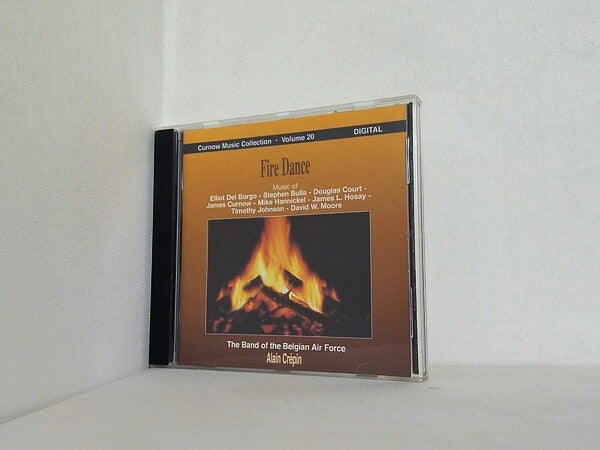 Curnow Music Collection · Volume 20 DIGITAL
Fire Dance
Music of
Elliot Del Borgo - Stephen Bulla - Douglas Court -
James Curnow - Mike Hannickel - James L. Hosay -
Timothy Johnson - David W. Moore
The Band of the Belgian Air Force
Alain Crépin